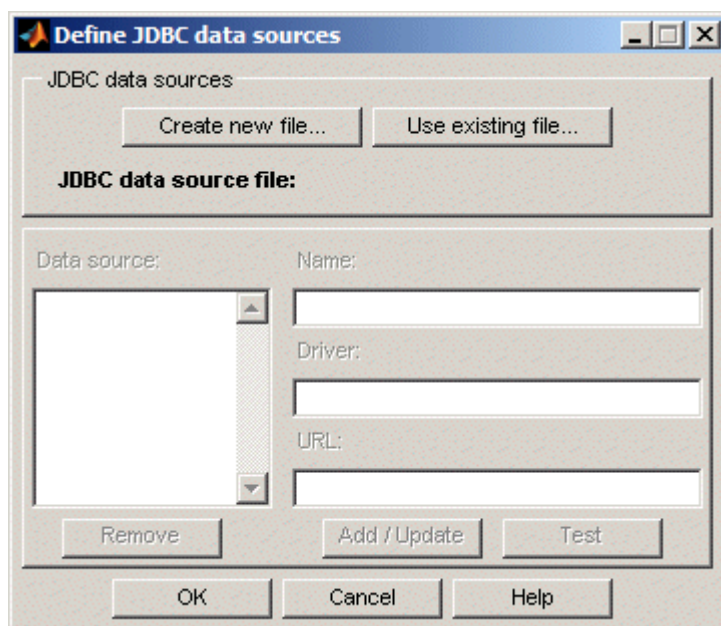 Define JDBC data sources
JDBC data sources
Create new file... Use existing file...
JDBC data source file:
Data source: Name:
Driver:
URL:
Remove Add / Update Test
OK Cancel Help